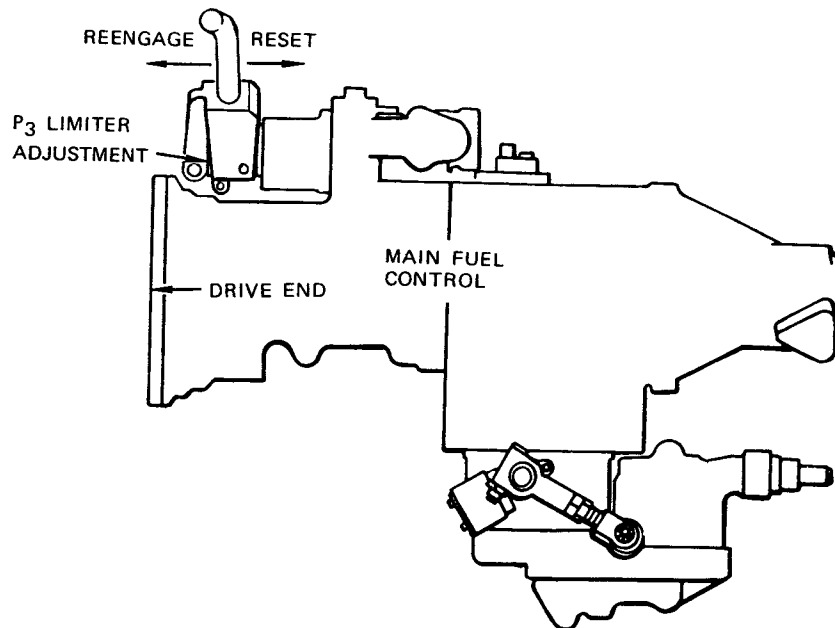 REENGAGE RESET
P3 LIMITER
ADJUSTMENT
MAIN FUEL
CONTROL
DRIVE END